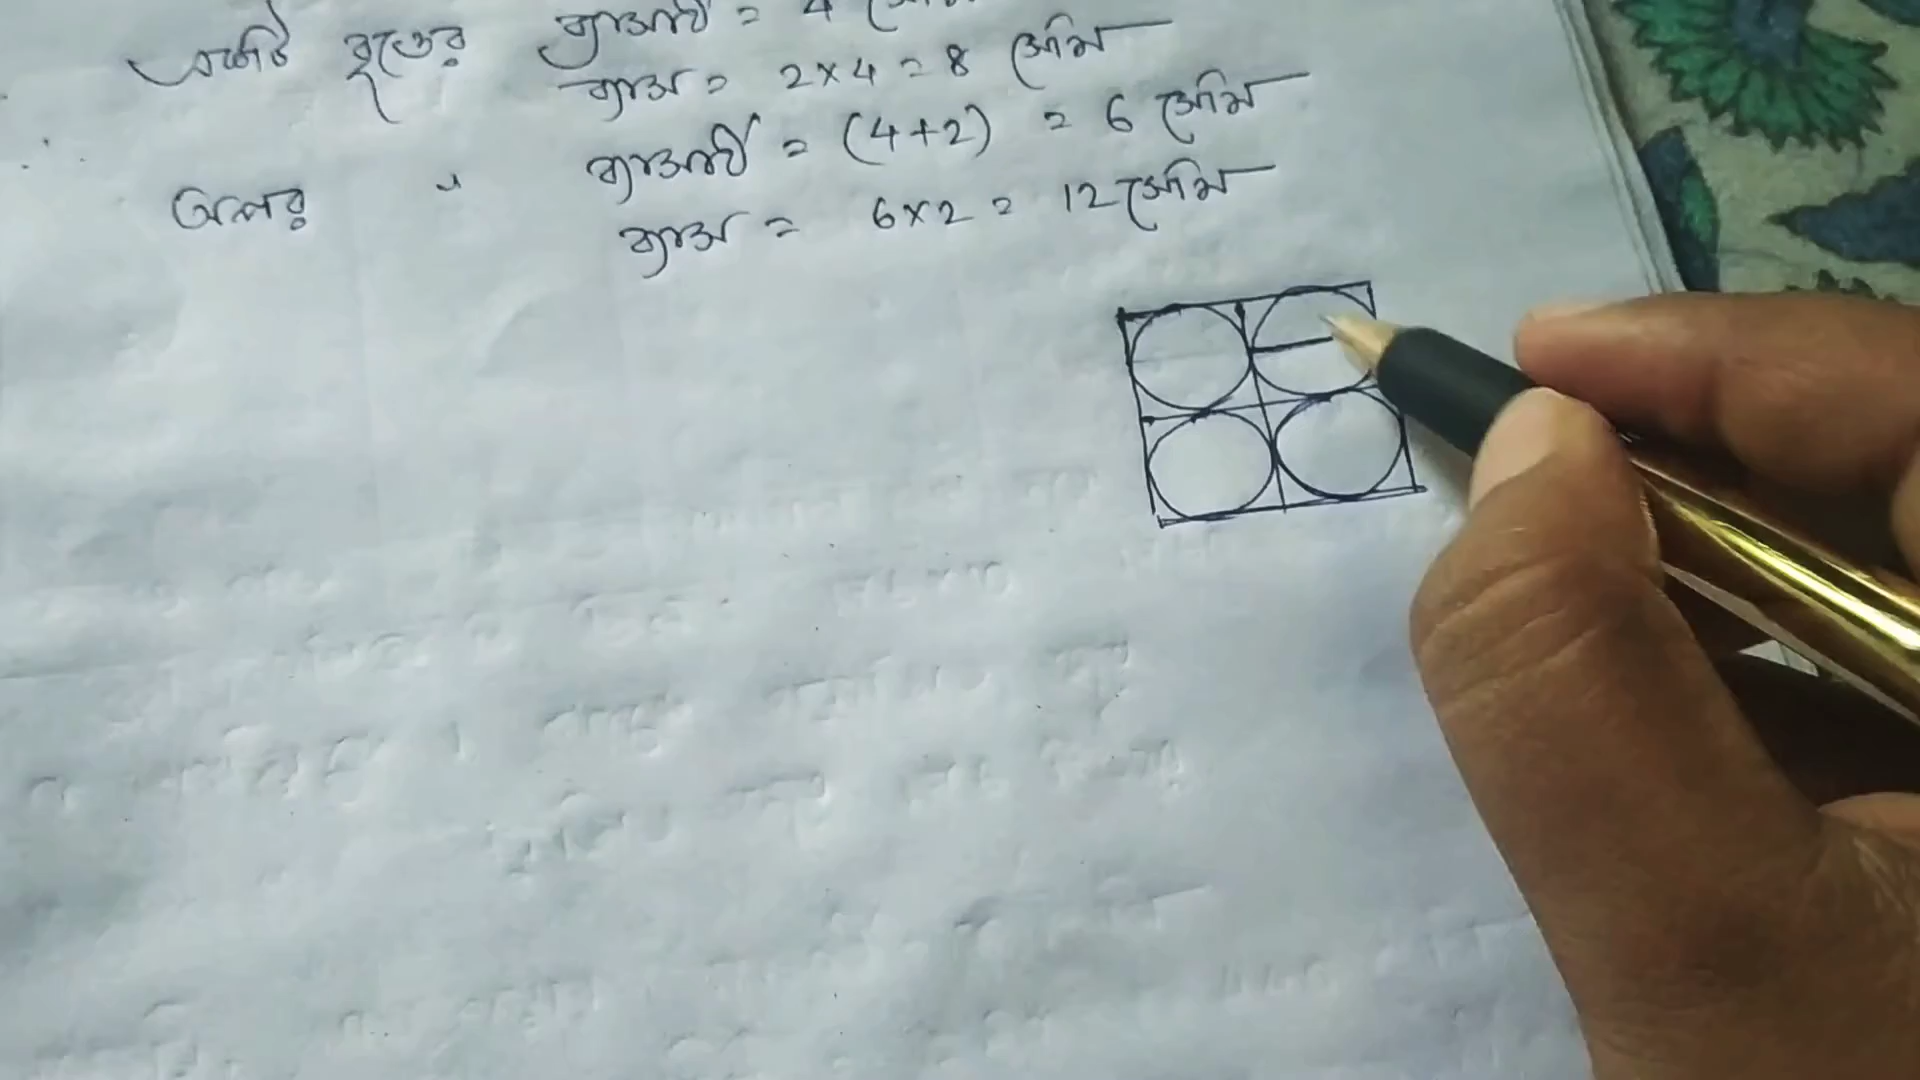 একটি বৃত্তের ব্যাসার্ধ = 4 সেমি
ব্যাস = 2×4 = 8 সেমি
ব্যাসার্ধ = (4+2) = 6 সেমি
অপর " ব্যাস = 6×2 = 12 সেমি